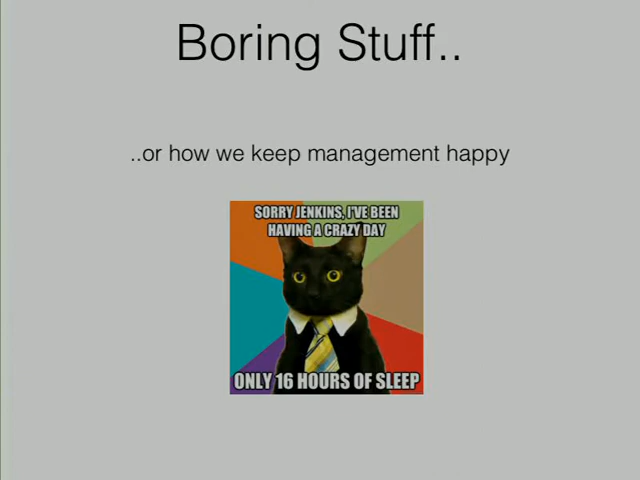 Boring Stuff..
..or how we keep management happy
SORRY JENKINS, I'VE BEEN
HAVING A CRAZY DAY
ONLY 16 HOURS OF SLEEP